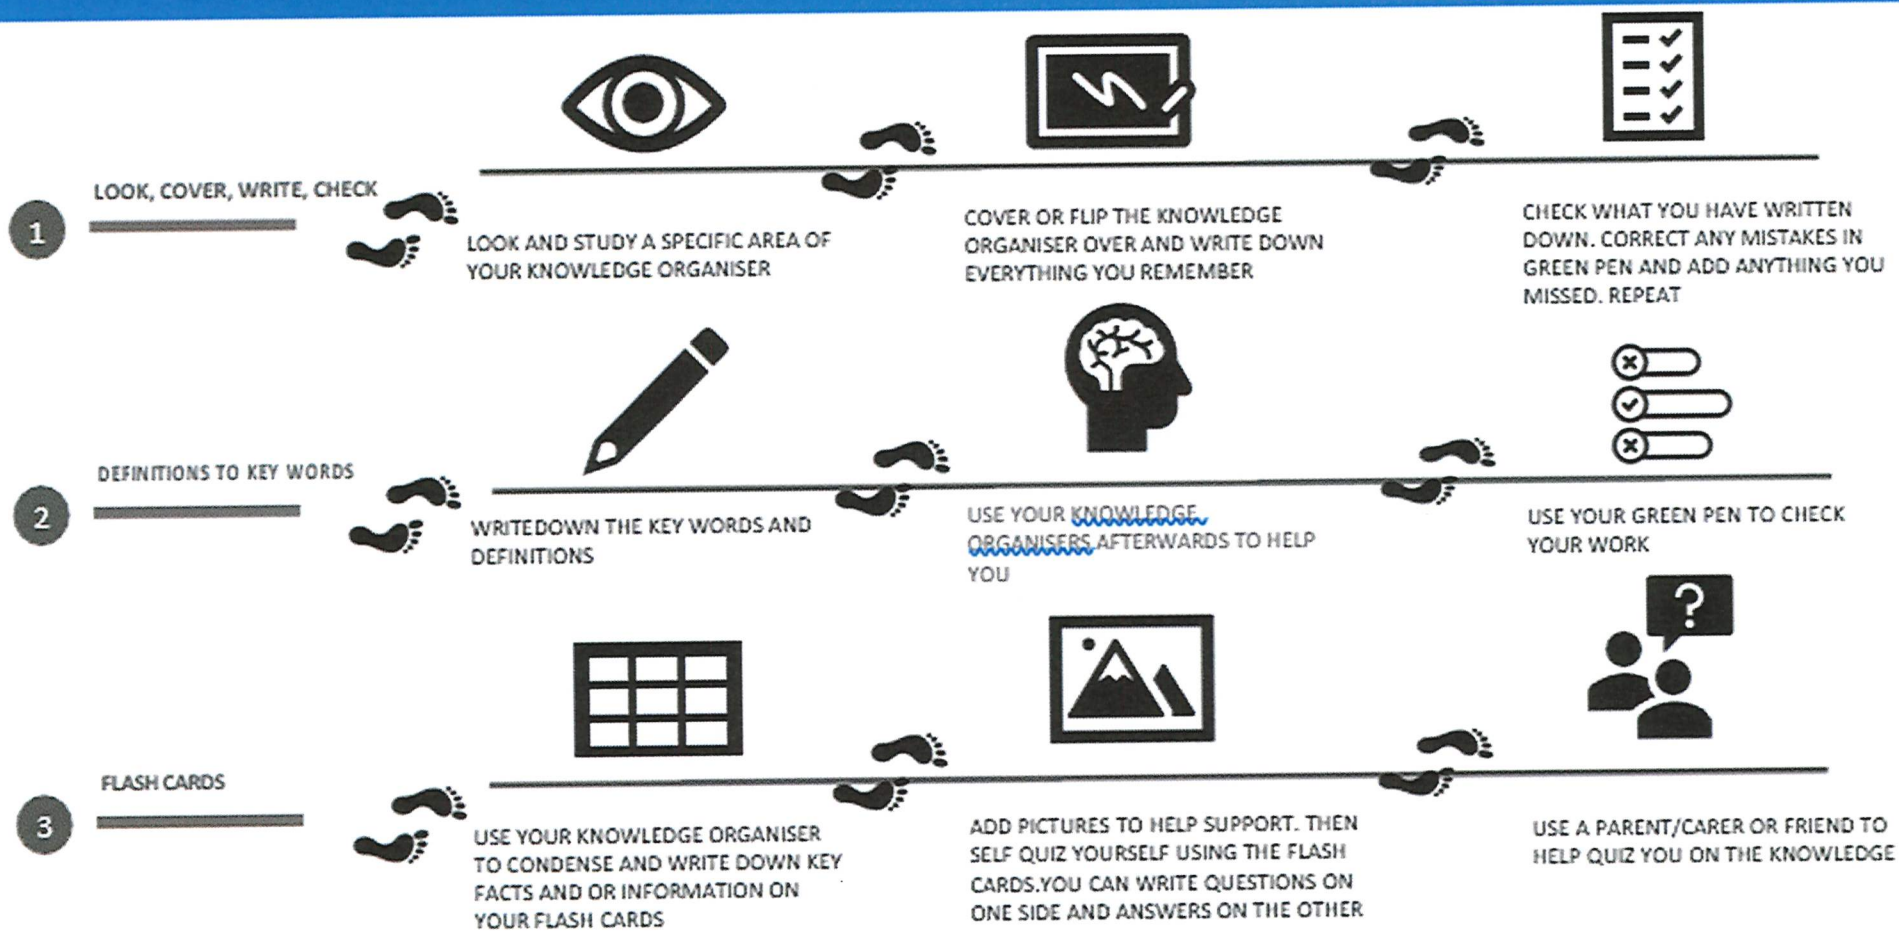 1
LOOK, COVER, WRITE, CHECK
LOOK AND STUDY A SPECIFIC AREA OF
YOUR KNOWLEDGE ORGANISER
COVER OR FLIP THE KNOWLEDGE
ORGANISER OVER AND WRITE DOWN
EVERYTHING YOU REMEMBER
CHECK WHAT YOU HAVE WRITTEN
DOWN. CORRECT ANY MISTAKES IN
GREEN PEN AND ADD ANYTHING YOU
MISSED. REPEAT
2
DEFINITIONS TO KEY WORDS
WRITEDOWN THE KEY WORDS AND
DEFINITIONS
USE YOUR KNOWLEDGE
ORGANISERS AFTERWARDS TO HELP
YOU
USE YOUR GREEN PEN TO CHECK
YOUR WORK
?
3
FLASH CARDS
USE YOUR KNOWLEDGE ORGANISER
TO CONDENSE AND WRITE DOWN KEY
FACTS AND OR INFORMATION ON
YOUR FLASH CARDS
ADD PICTURES TO HELP SUPPORT. THEN
SELF QUIZ YOURSELF USING THE FLASH
CARDS.YOU CAN WRITE QUESTIONS ON
ONE SIDE AND ANSWERS ON THE OTHER
USE A PARENT/CARER OR FRIEND TO
HELP QUIZ YOU ON THE KNOWLEDGE